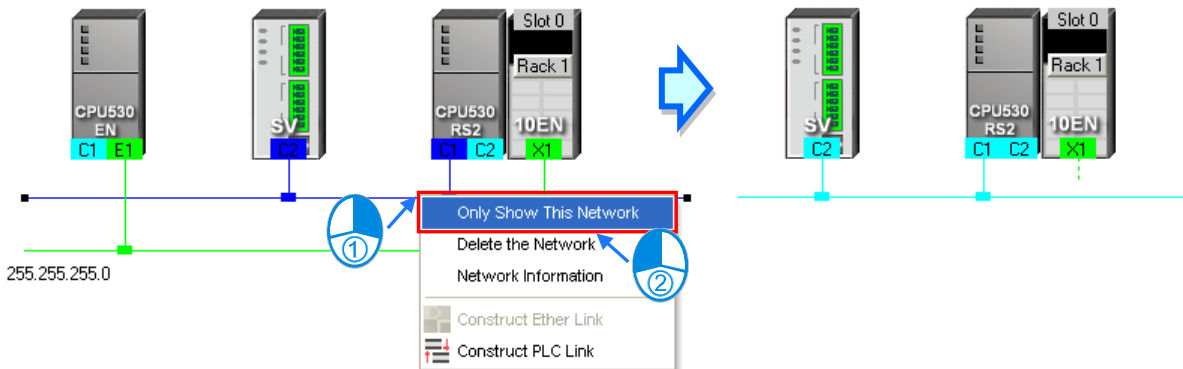 CPU530
EN
C1 E1
SV
C2
CPU530
RS2
C1 C2
Slot 0
Rack 1
10EN
X1
255.255.255.0
①
Only Show This Network
Delete the Network
Network Information
Construct Ether Link
Construct PLC Link
②
SV
C2
CPU530
RS2
C1 C2
Slot 0
Rack 1
10EN
X1